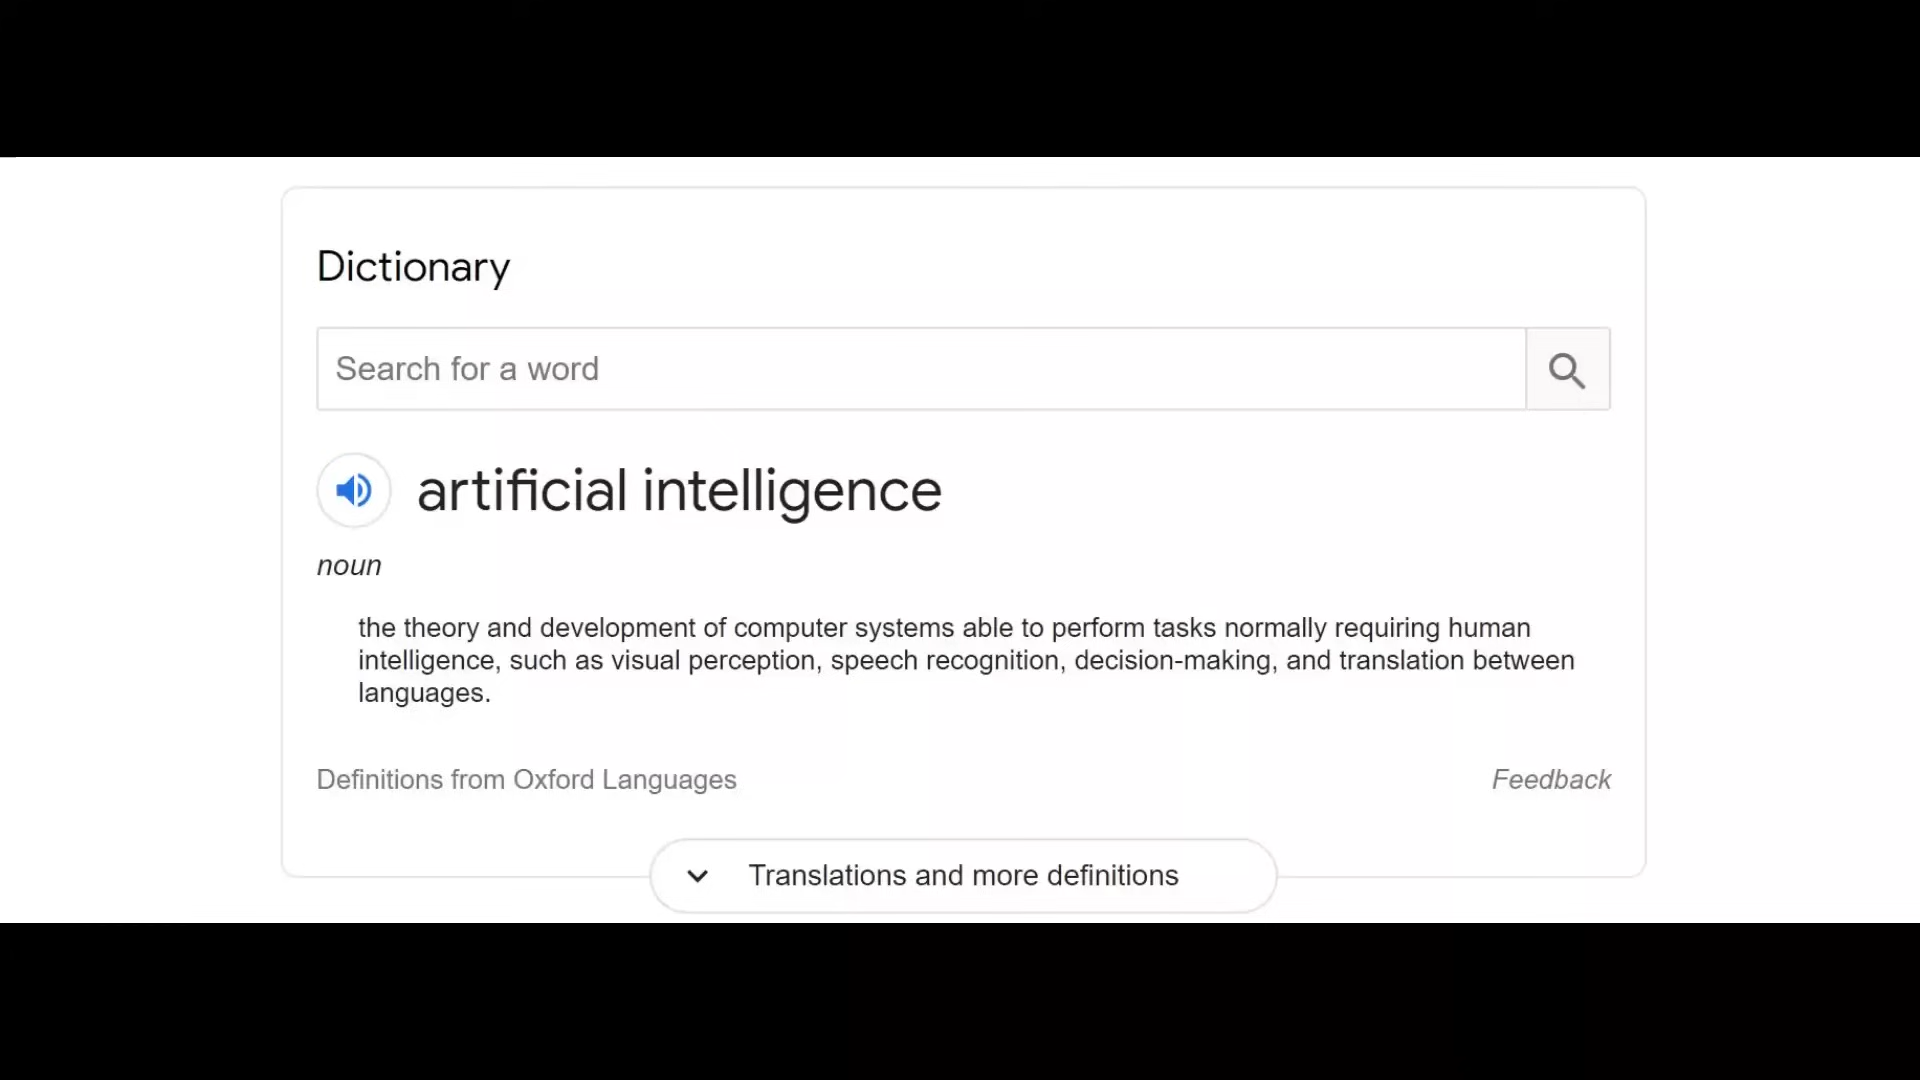 Dictionary
Search for a word
artificial intelligence
noun
the theory and development of computer systems able to perform tasks normally requiring human
intelligence, such as visual perception, speech recognition, decision-making, and translation between
languages.
Definitions from Oxford Languages
Feedback
Translations and more definitions